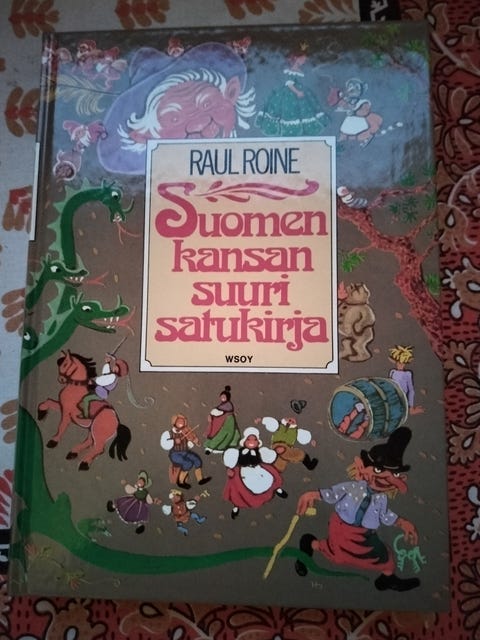 RAUL ROINE
Suomen
kansan
suuri
satukirja
WSOY